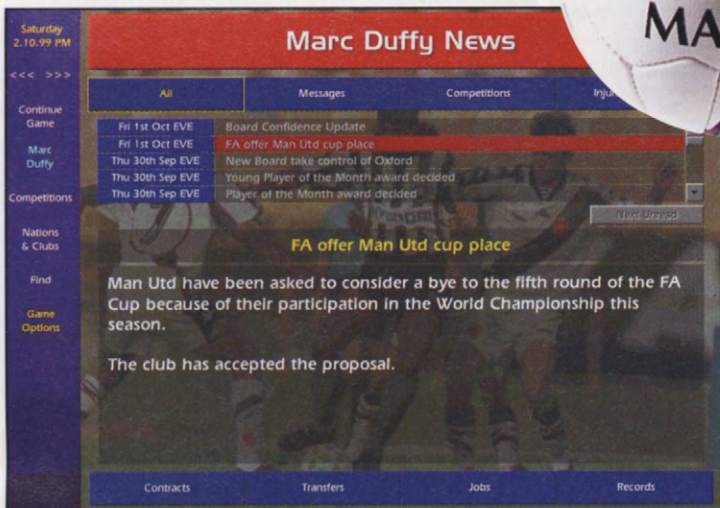 Saturday
2.10.99 PM
<<< >>>
Continue
Game
Marc
Duffy
Competitions
Nations
& Clubs
Find
Game
Options
Marc Duffy News
MA
All Messages Competitions
Fri 1st Oct EVE Board Confidence Update
Fri 1st Oct EVE FA offer Man Utd cup place
Thu 30th Sep EVE New Board take control of Oxford
Thu 30th Sep EVE Young Player of the Month award decided
Thu 30th Sep EVE Player of the Month award decided
Next Unread
FA offer Man Utd cup place
Man Utd have been asked to consider a bye to the fifth round of the FA
Cup because of their participation in the World Championship this
season.
The club has accepted the proposal.
Contracts Transfers Jobs Records